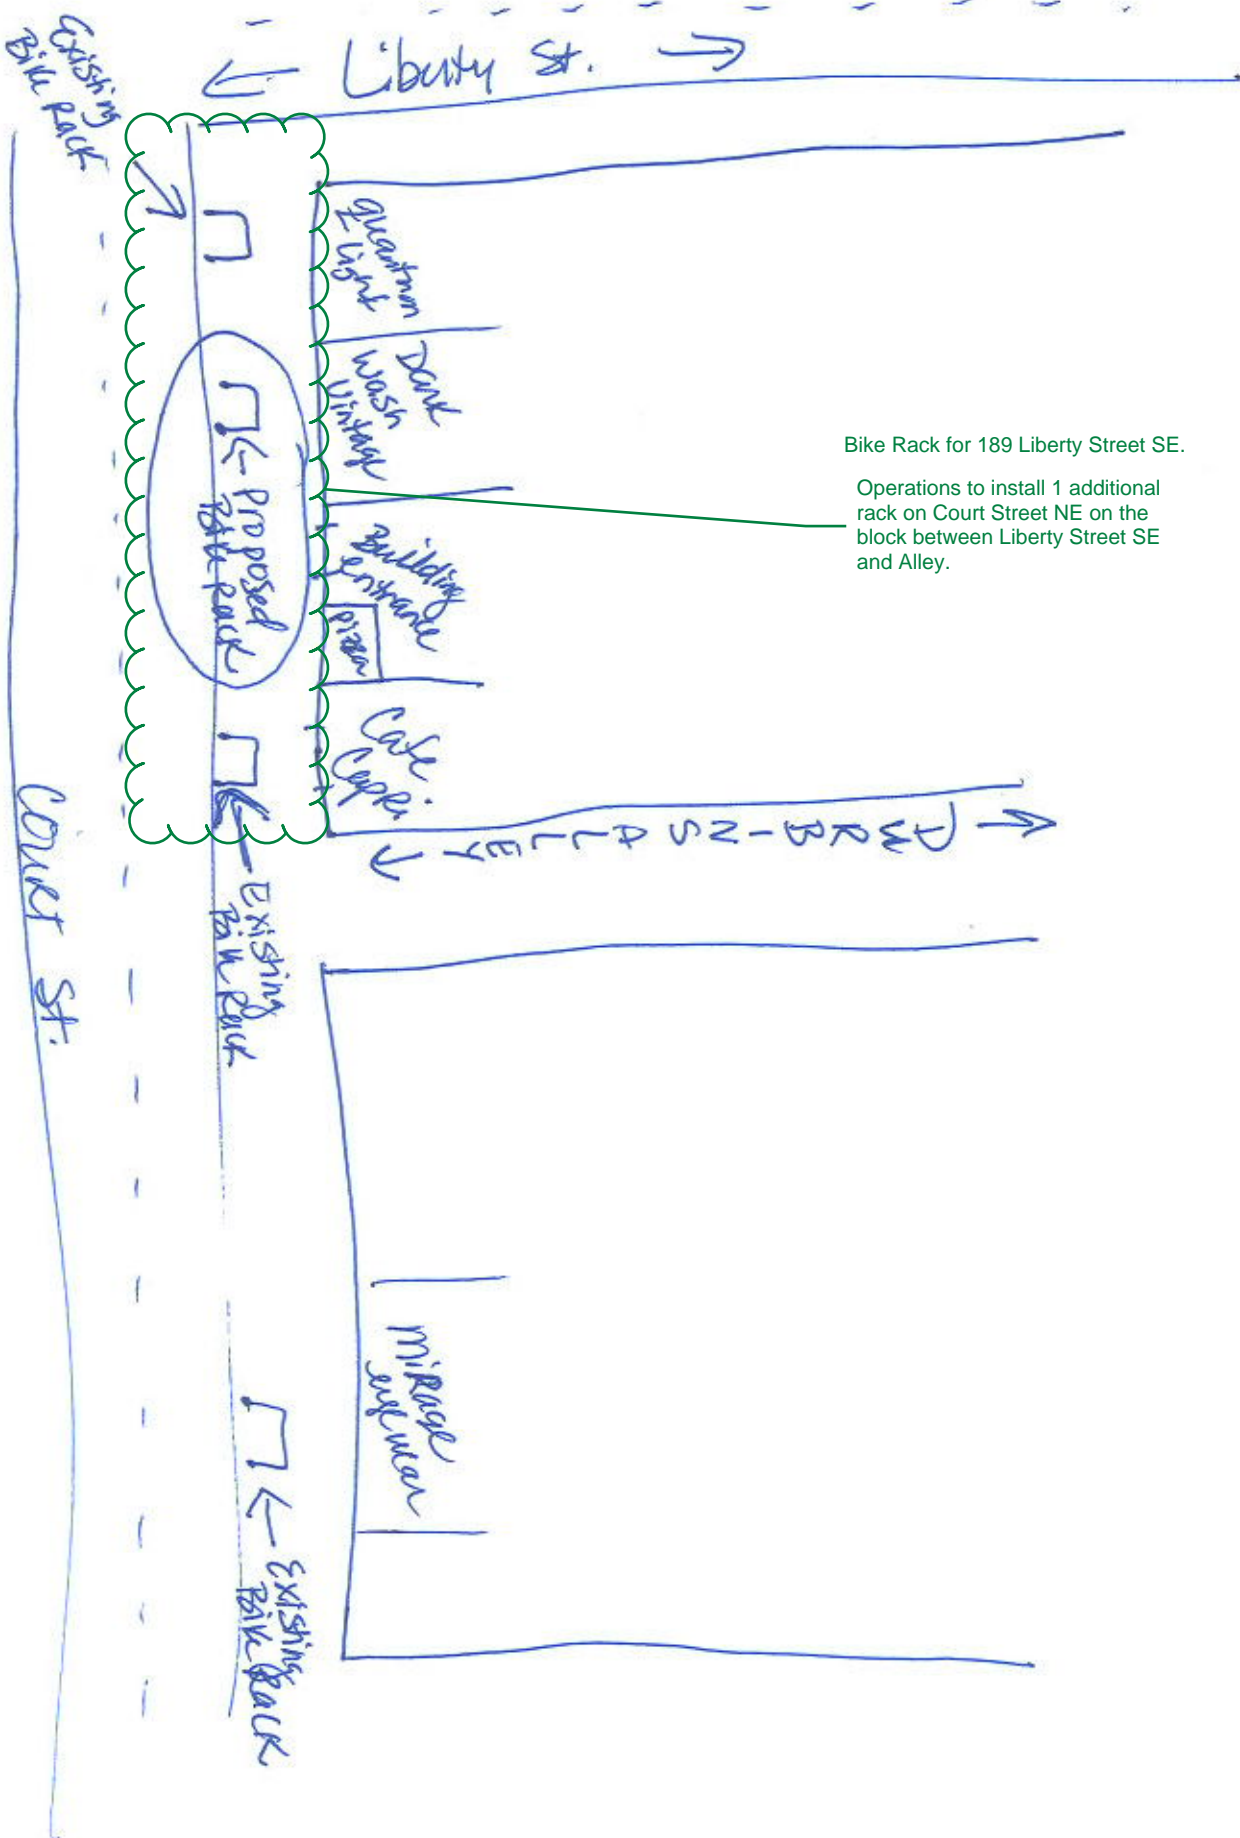 Liberty St.
Existing
Bike Rack
Quantum
Light
Dark
Wash
Vintage
Proposed
Bike Rack
Building
entrance
pizza
Cafe
Capri
Bike Rack for 189 Liberty Street SE.
Operations to install 1 additional
rack on Court Street NE on the
block between Liberty Street SE
and Alley.
ALLEY
Existing
Bike Rack
Court St.
Mirage
eyewear
Existing
Bike Rack